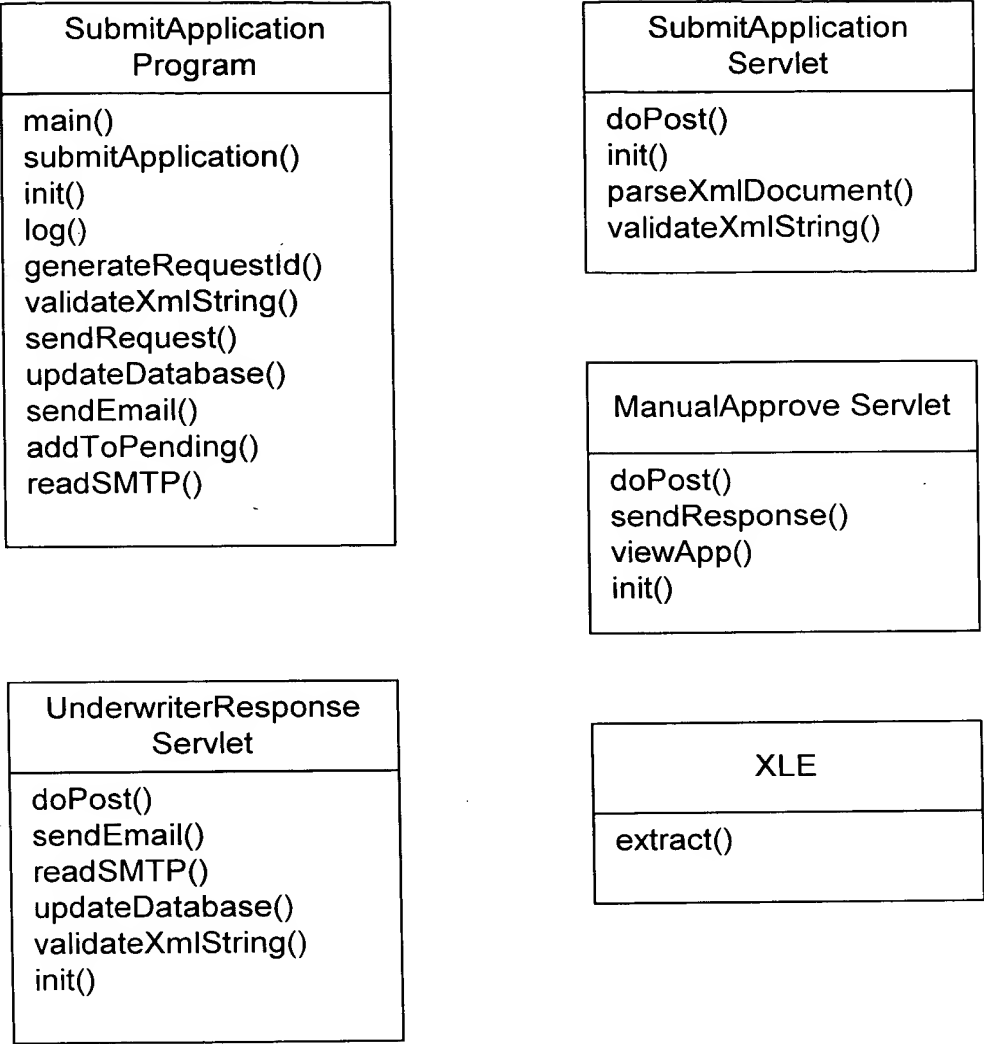 SubmitApplication
Program
main()
submitApplication()
init()
log()
generateRequestId()
validateXmlString()
sendRequest()
updateDatabase()
sendEmail()
addToPending()
readSMTP()
SubmitApplication
Servlet
doPost()
init()
parseXmlDocument()
validateXmlString()
ManualApprove Servlet
doPost()
sendResponse()
viewApp()
init()
UnderwriterResponse
Servlet
doPost()
sendEmail()
readSMTP()
updateDatabase()
validateXmlString()
init()
XLE
extract()